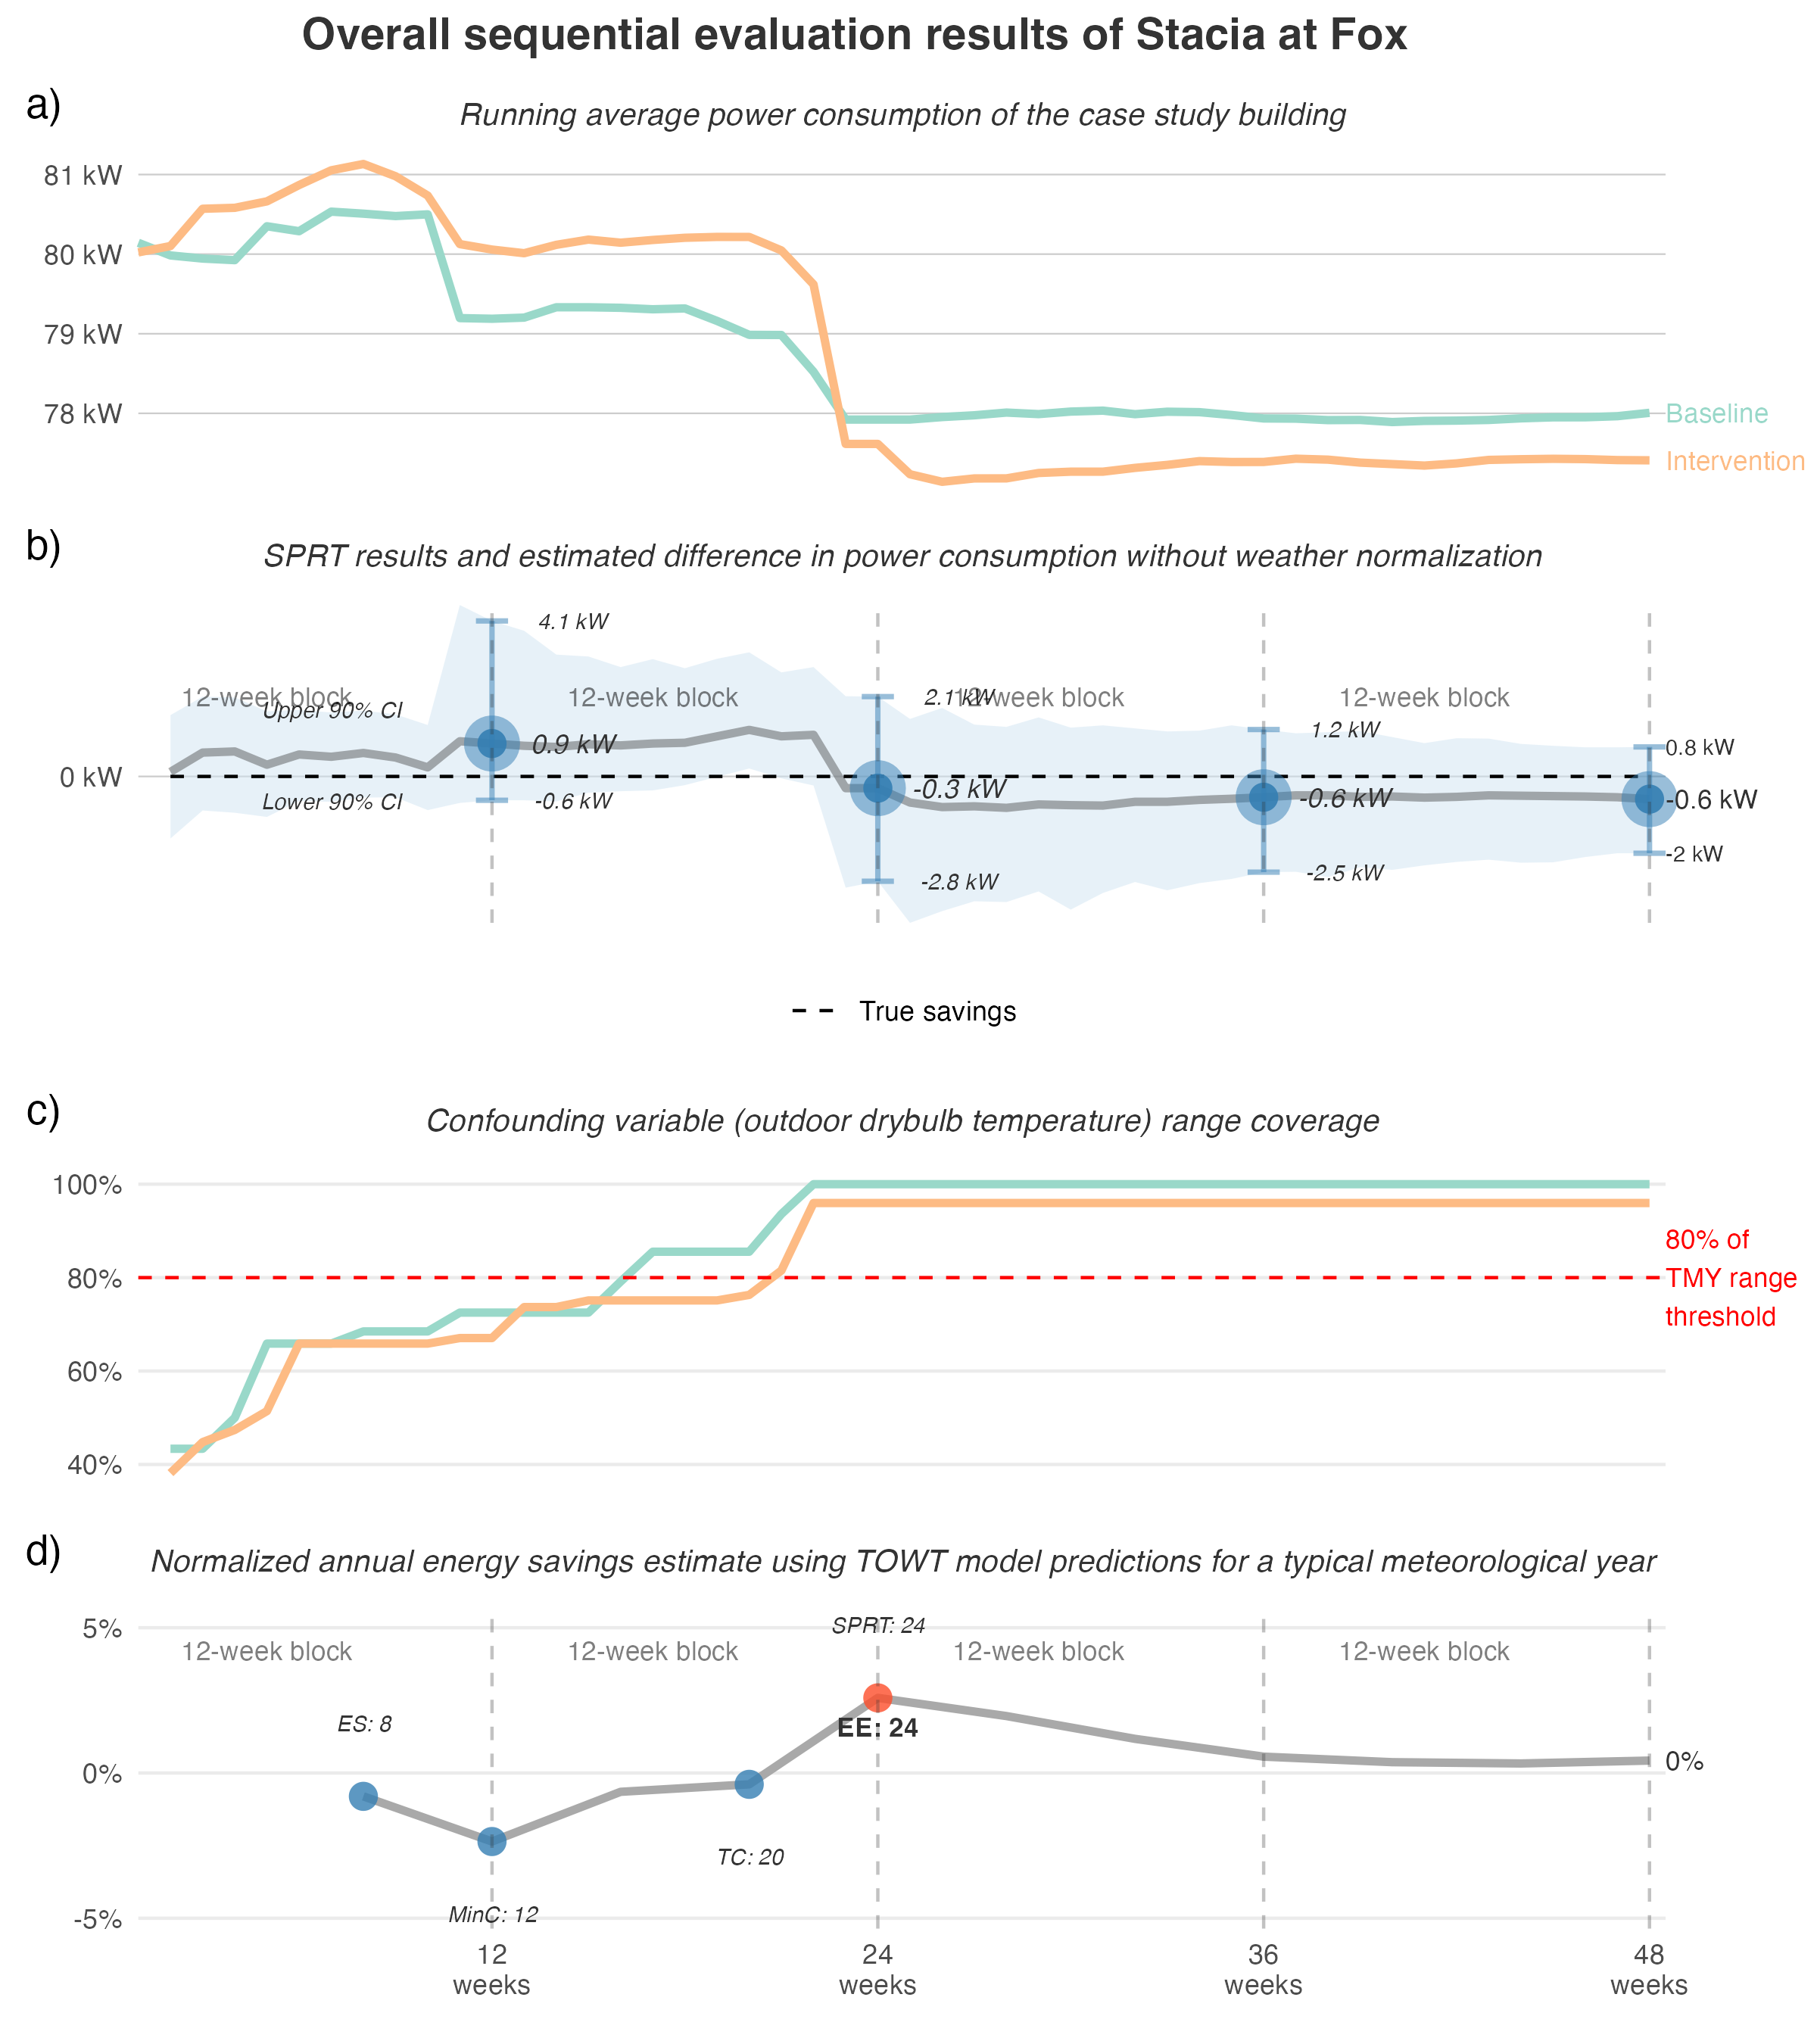 Overall sequential evaluation results of Stacia at Fox
a)
Running average power consumption of the case study building
81 kW
80 kW
79 kW
78 kW
Baseline
Intervention
b)
SPRT results and estimated difference in power consumption without weather normalization
4.1 kW
12-week block
12-week block
2.1 kW
12-week block
12-week block
Upper 90% CI
1.2 kW
0.9 kW
0.8 kW
0 kW
-0.3 kW
-0.6 kW
-0.6 kW
Lower 90% CI
-0.6 kW
-2 kW
-2.8 kW
-2.5 kW
True savings
c)
Confounding variable (outdoor drybulb temperature) range coverage
100%
80%
60%
40%
80% of
TMY range
threshold
d)
Normalized annual energy savings estimate using TOWT model predictions for a typical meteorological year
5%
0%
-5%
SPRT: 24
12-week block
12-week block
12-week block
12-week block
ES: 8
EE: 24
0%
TC: 20
MinC: 12
12
weeks
24
weeks
36
weeks
48
weeks